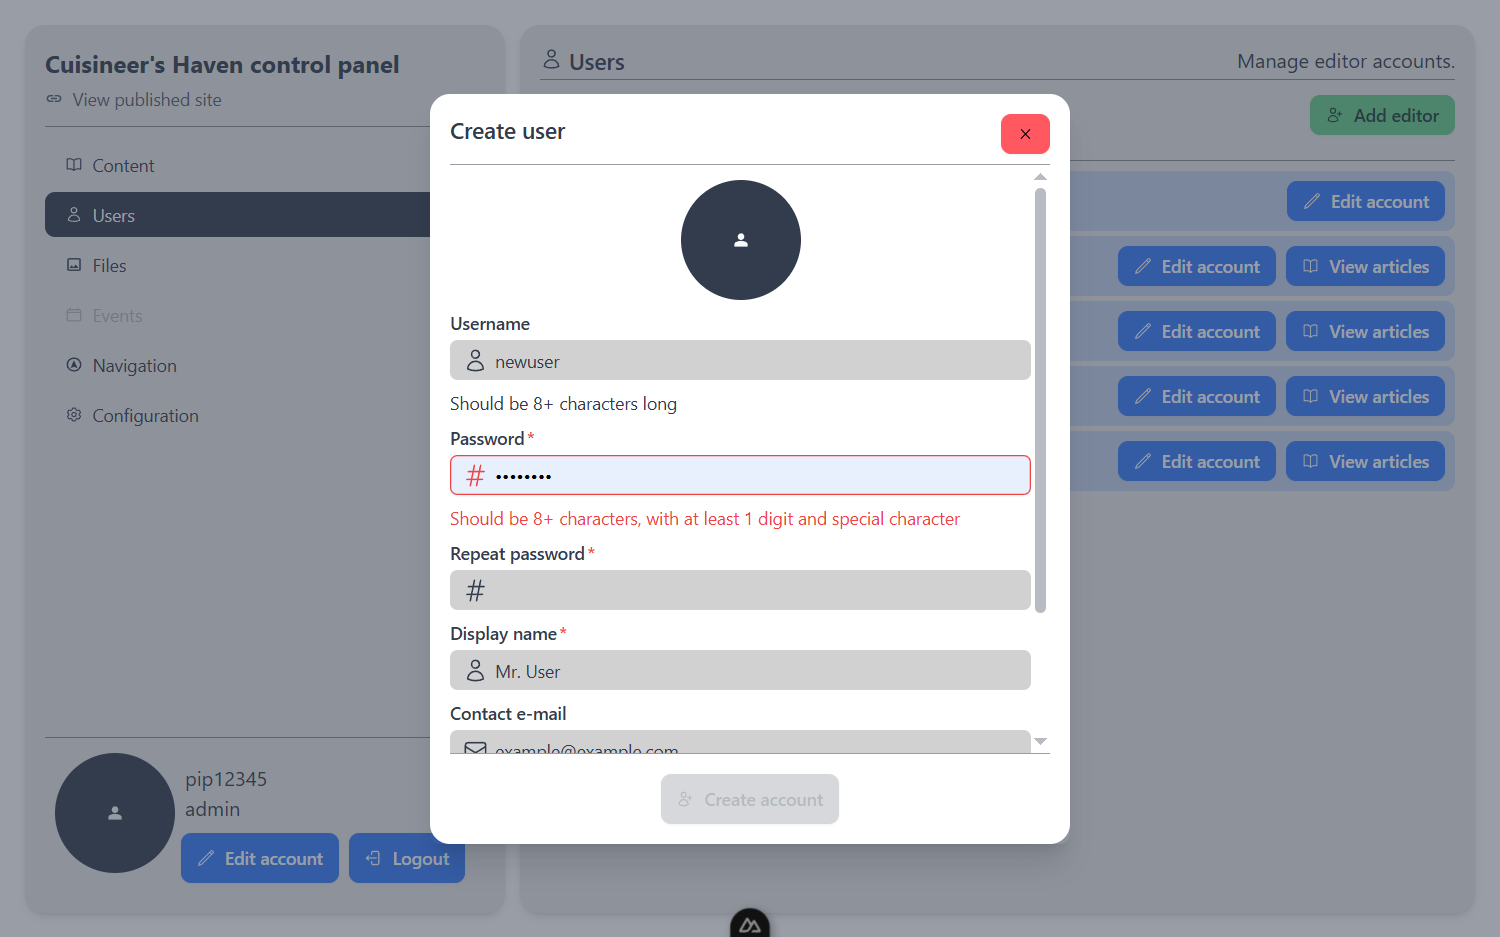 Cuisineer's Haven control panel
View published site
Content
Users
Files
Events
Navigation
Configuration
pip12345
admin
Edit account
Logout
Users
Manage editor accounts.
Add editor
Edit account
Edit account
View articles
Edit account
View articles
Edit account
View articles
Edit account
View articles
Create user
Username
newuser
Should be 8+ characters long
Password*
••••••••
Should be 8+ characters, with at least 1 digit and special character
Repeat password*
Display name*
Mr. User
Contact e-mail
example@example.com
Create account